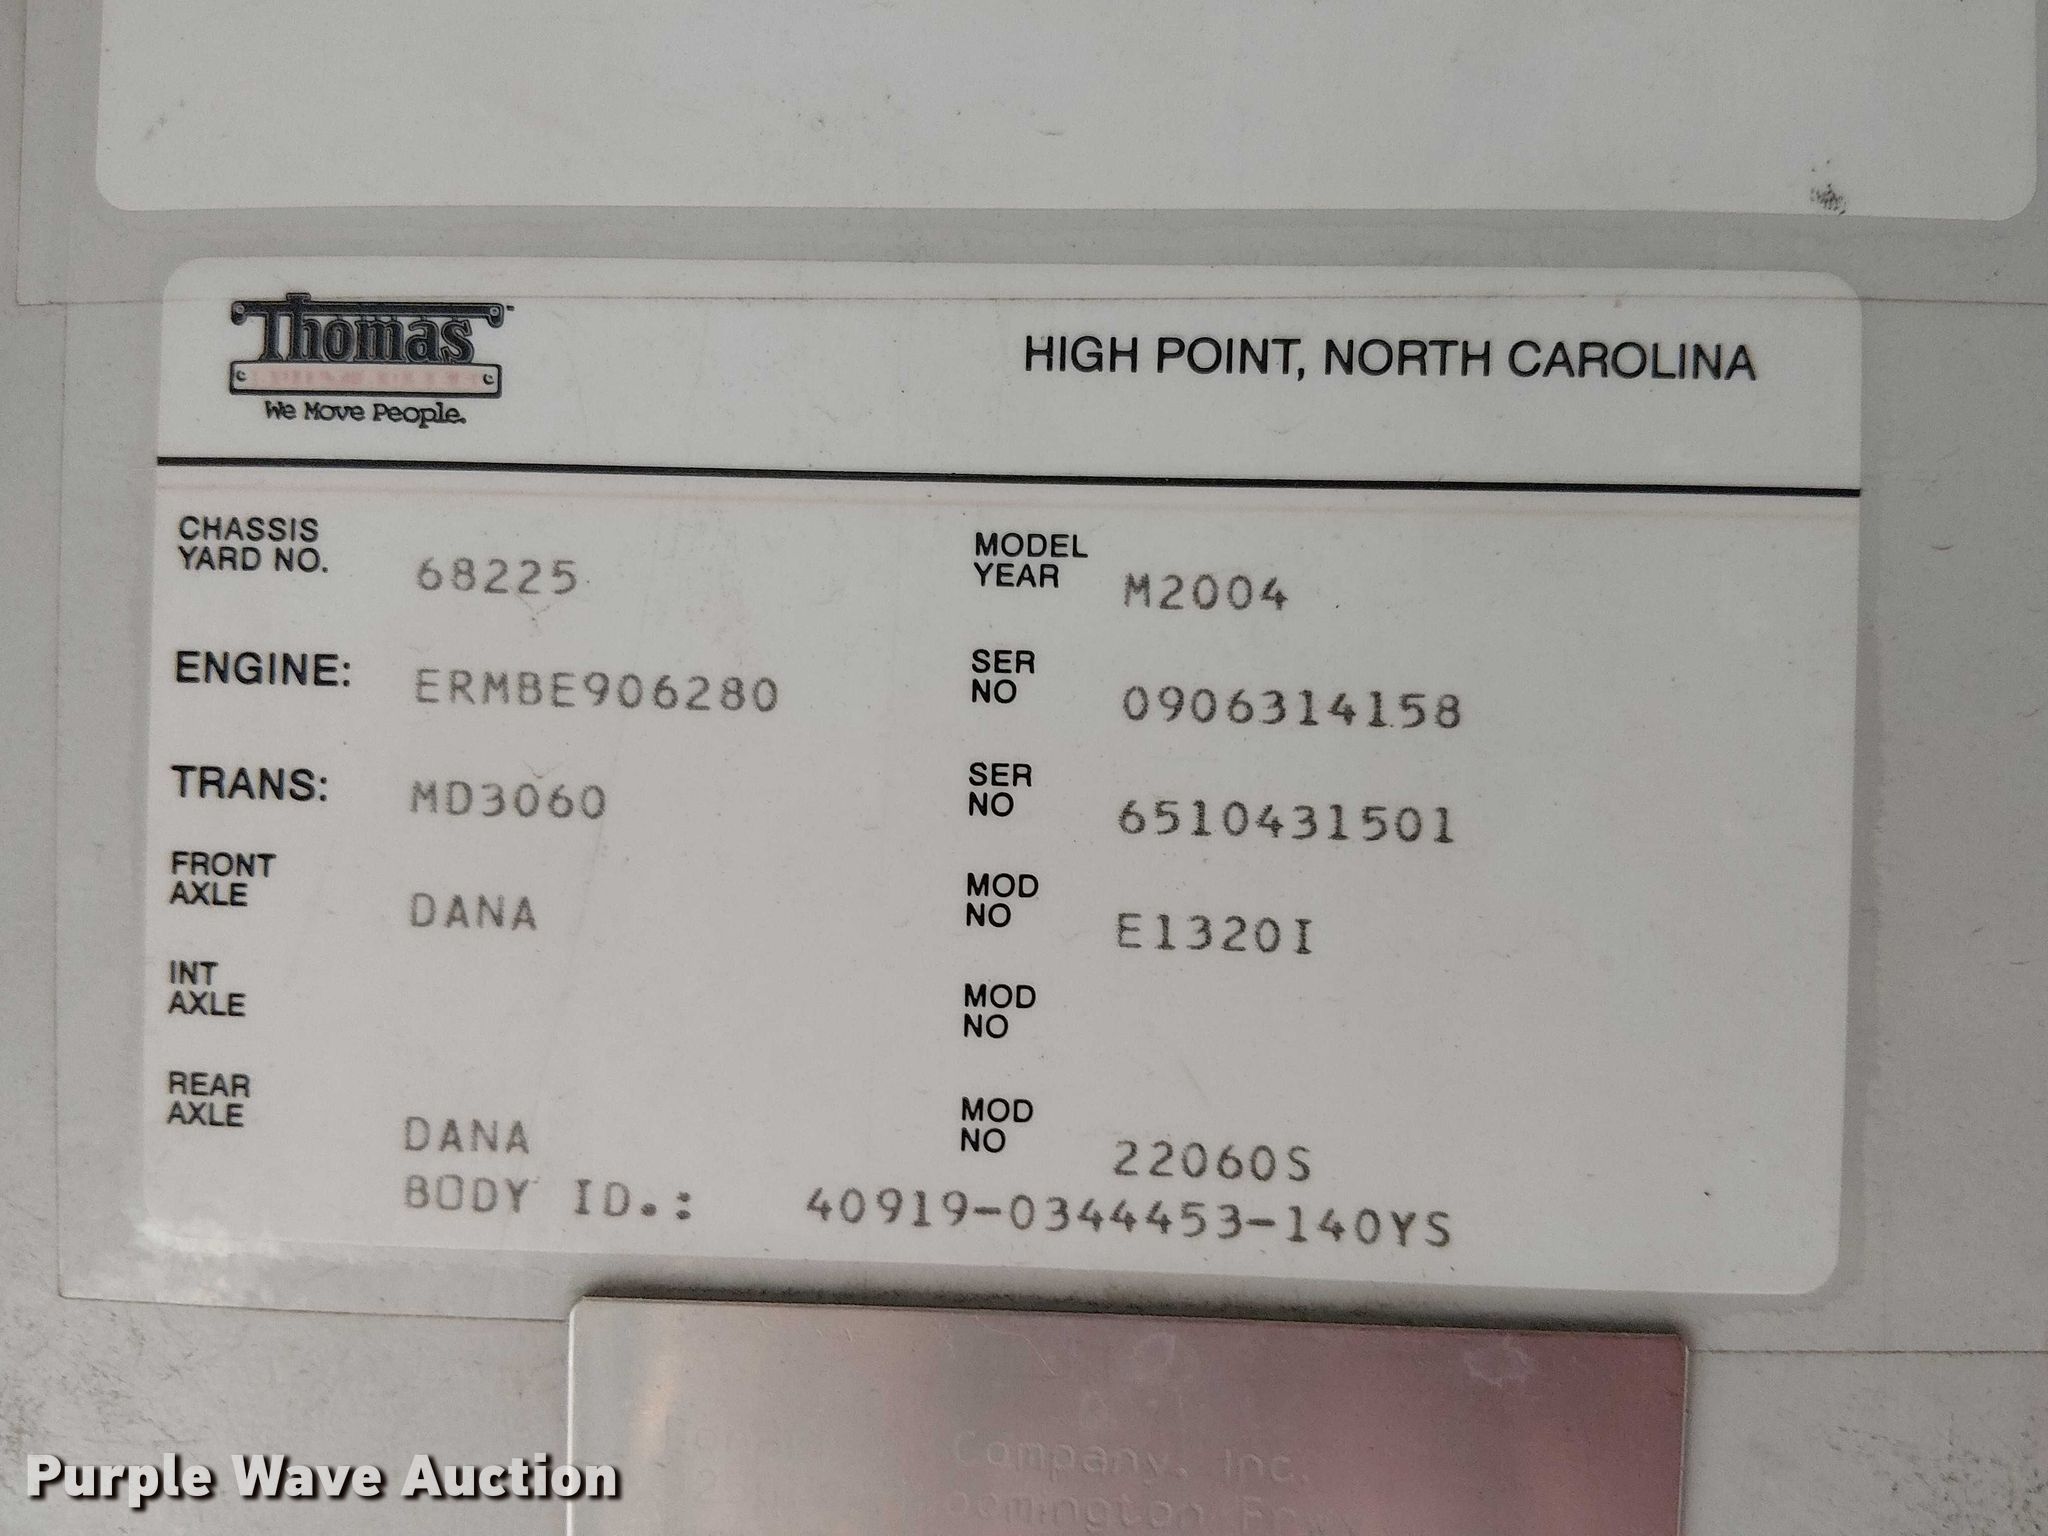 Thomas
We Move People.
HIGH POINT, NORTH CAROLINA
CHASSIS
YARD NO. 68225
MODEL
YEAR M2004
ENGINE: ERMBE906280
SER
NO 0906314158
TRANS: MD3060
SER
NO 6510431501
FRONT
AXLE DANA
MOD
NO E1320I
INT
AXLE
MOD
NO
REAR
AXLE DANA
MOD
NO 22060S
BODY ID.: 40919-0344453-140YS
Company, Inc.
Purple Wave Auction